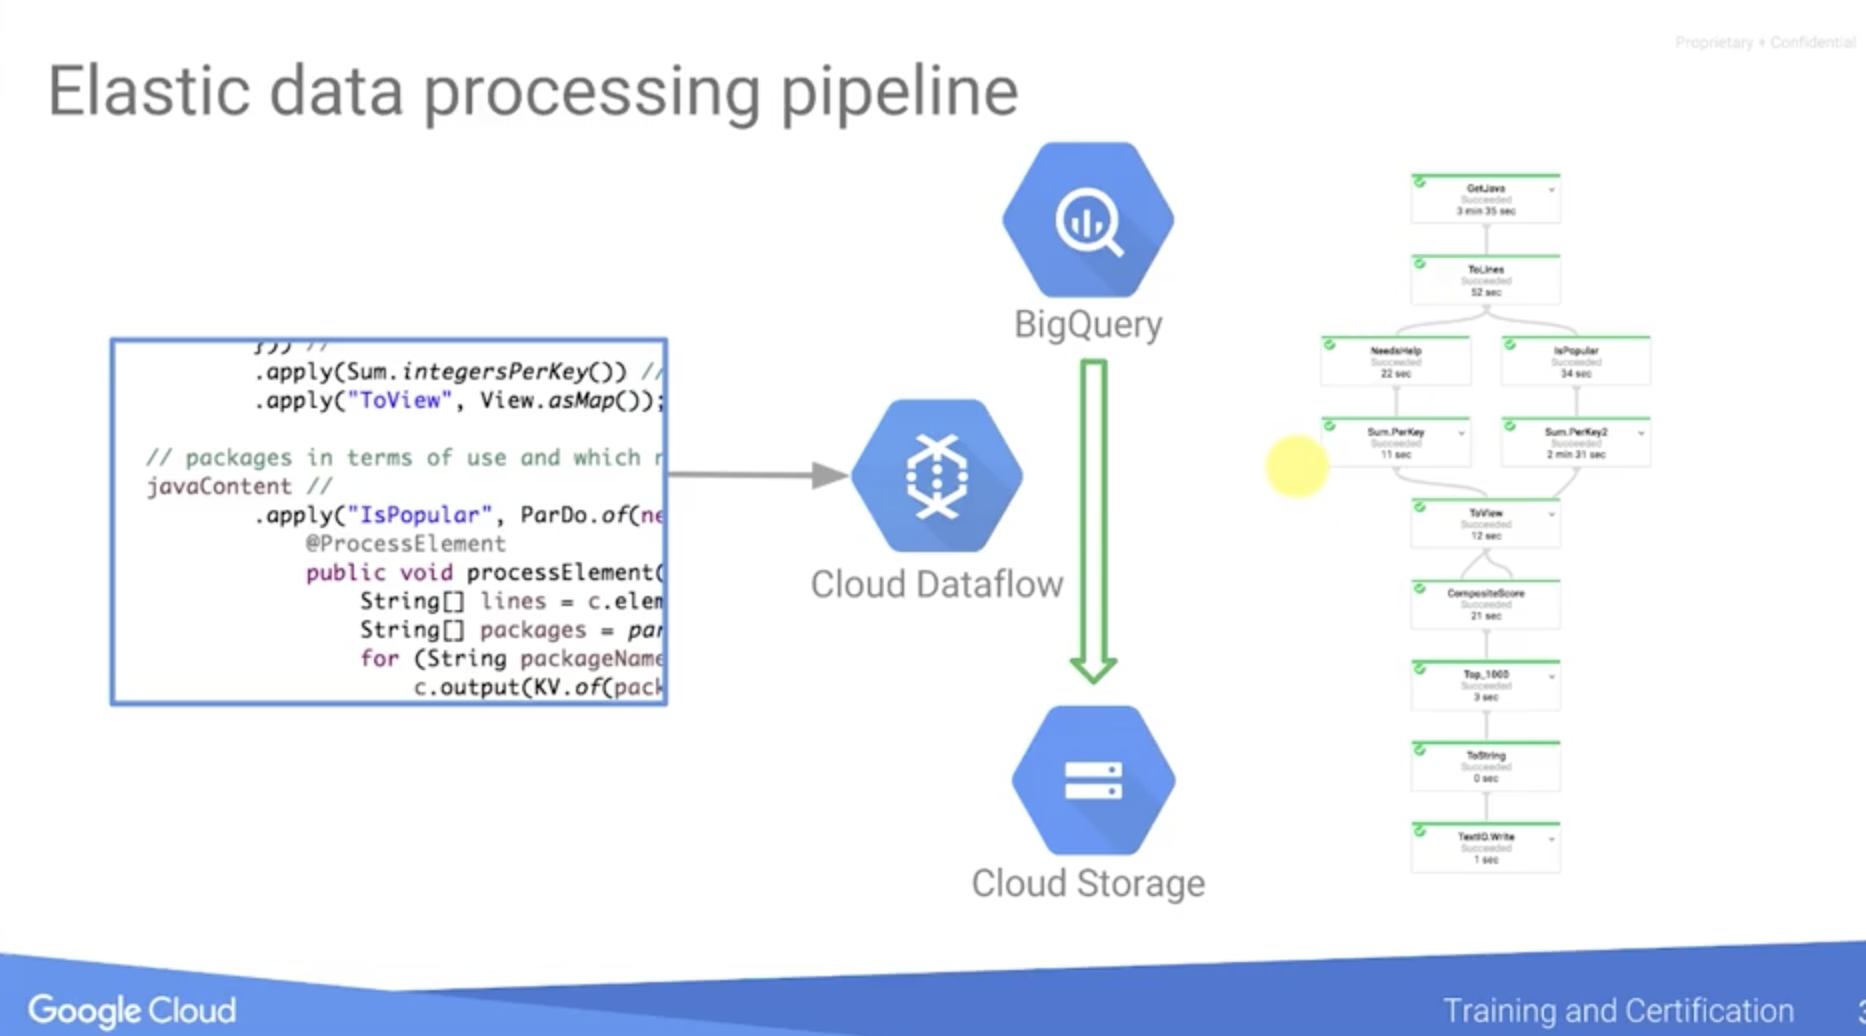 Proprietary + Confidential
Elastic data processing pipeline
})) //
.apply(Sum.integersPerKey()) //
.apply("ToView", View.asMap());
// packages in terms of use and which r
javaContent //
.apply("IsPopular", ParDo.of(ne
@ProcessElement
public void processElement(
String[] lines = c.elem
String[] packages = par
for (String packageName
c.output(KV.of(pack
BigQuery
Cloud Dataflow
Cloud Storage
GetJava
Succeeded
3 min 35 sec
ToLines
Succeeded
52 sec
NeedsHelp
Succeeded
22 sec
IsPopular
Succeeded
34 sec
Sum.PerKey
Succeeded
11 sec
Sum.PerKey2
Succeeded
2 min 31 sec
ToView
Succeeded
12 sec
CompositeScore
Succeeded
21 sec
Top_1000
Succeeded
3 sec
ToString
Succeeded
0 sec
TextIO.Write
Succeeded
1 sec
Google Cloud
Training and Certification